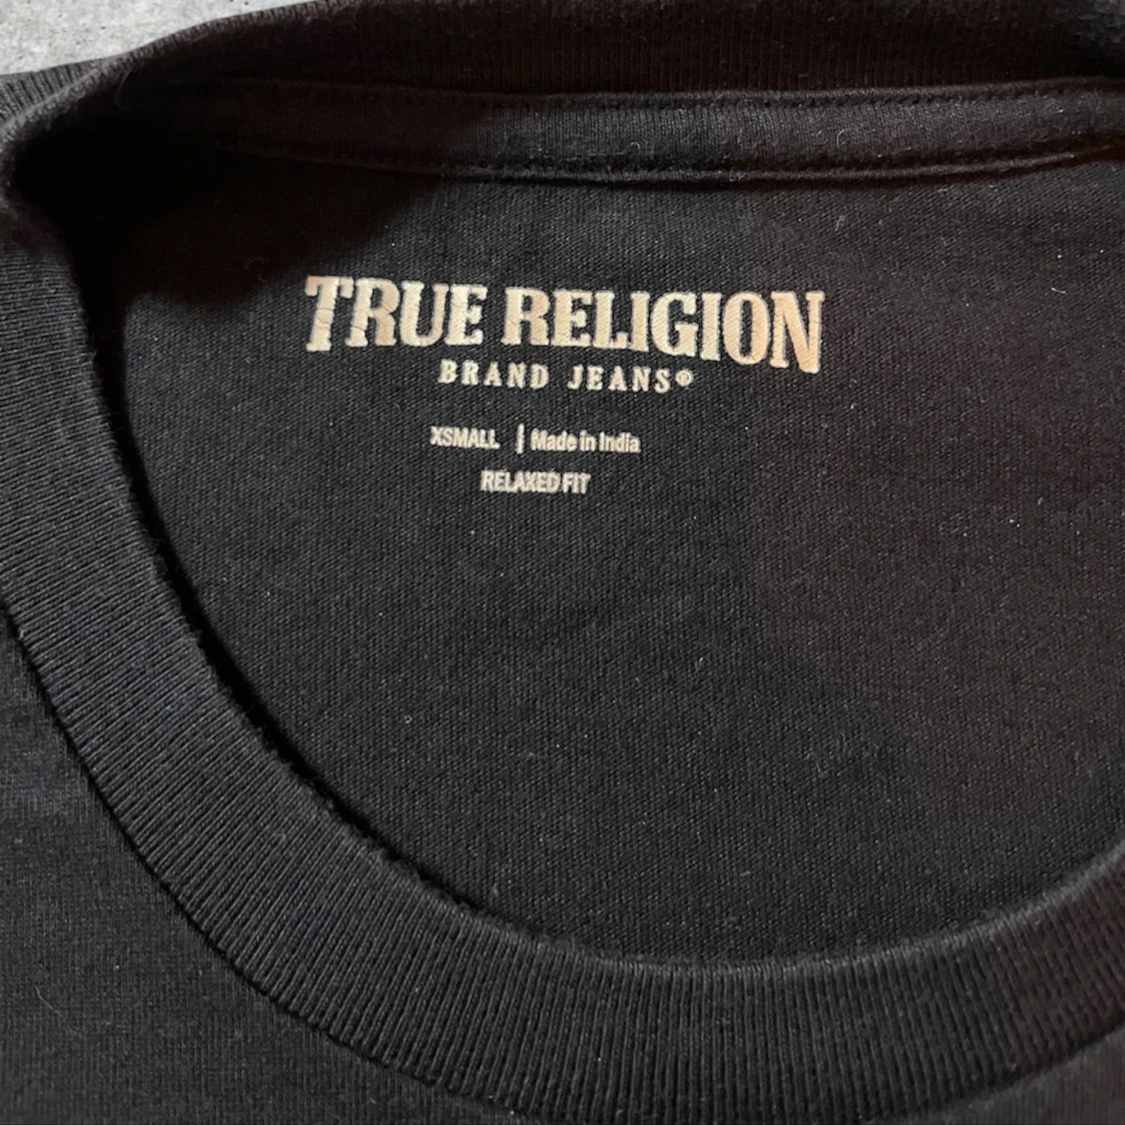 TRUE RELIGION
BRAND JEANS®
XSMALL | Made in India
RELAXED FIT